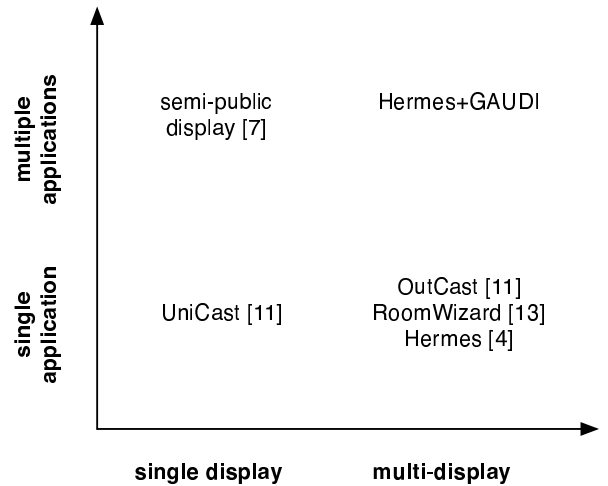 multiple
applications
semi-public
display [7]
Hermes+GAUDI
single
application
UniCast [11]
OutCast [11]
RoomWizard [13]
Hermes [4]
single display
multi-display